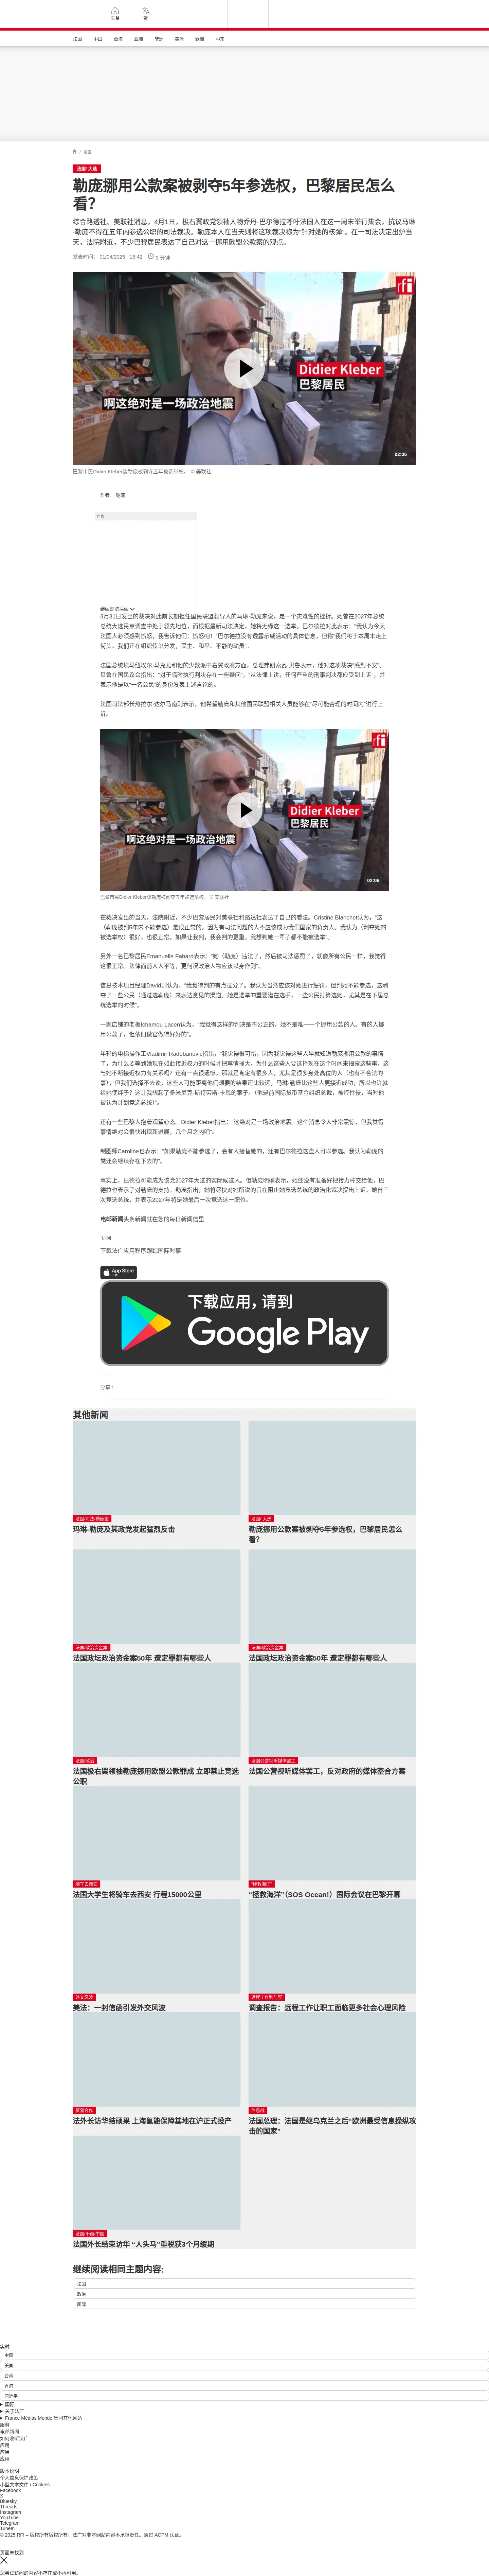 头条
繁
法国
中国
台海
亚洲
非洲
美洲
欧洲
中东
/ 法国
法国/ 大选
勒庞挪用公款案被剥夺5年参选权，巴黎居民怎么
看？
综合路透社、美联社消息，4月1日，极右翼政党领袖人物乔丹·巴尔德拉呼吁法国人在这一周末举行集会，抗议马琳
·勒庞不得在五年内参选公职的司法裁决。勒庞本人在当天则将这项裁决称为“针对她的核弹”。在一司法决定出炉当
天，法院附近，不少巴黎居民表达了自己对这一挪用欧盟公款案的观点。
发表时间： 01/04/2025 - 15:42
9 分钟
rfi
Didier Kleber
巴黎居民
啊这绝对是一场政治地震
02:06
巴黎市民Didier Kleber谈勒庞被剥夺五年被选举权。 © 美联社
作者：
广告
继续浏览后续
3月31日发出的裁决对此前长期担任国民联盟领导人的马琳·勒庞来说，是一个灾难性的挫折。她曾在2027年总统
总统大选民意调查中处于领先地位，而根据最新司法决定，她将无缘这一选举。巴尔德拉对此表示：“我认为今天
法国人必须感到愤怒，我告诉他们：愤怒吧！”巴尔德拉没有透露示威活动的具体信息，但称“我们将于本周末走上
街头。我们正在组织传单分发，民主、和平、平静的动员”。
法国总统埃马纽埃尔·马克龙和他的少数派中右翼政府方面，总理弗朗索瓦·贝鲁表示，他对这项裁决“感到不安”。
贝鲁在国民议会指出：“对于临时执行判决存在一些疑问”，“从法律上讲，任何严重的刑事判决都应受到上诉”，并
表示他是以“一名公民”的身份发表上述言论的。
法国司法部长热拉尔·达尔马南则表示，他希望勒庞和其他国民联盟相关人员能够在“尽可能合理的时间内”进行上
诉。
rfi
Didier Kleber
巴黎居民
啊这绝对是一场政治地震
02:06
巴黎市民Didier Kleber谈勒庞被剥夺五年被选举权。 © 美联社
在裁决发出的当天，法院附近，不少巴黎居民对美联社和路透社表达了自己的看法。Cristine Blanchet认为，“这
（勒庞被判5年内不能参选）是很正常的。因为有司法问题的人不应该成为我们国家的负责人。我认为（剥夺她的
被选举权）很好，也很正常，如果让我判，我会判的更重。我想判她一辈子都不能被选举”。
另外一名巴黎居民Emanuelle Fabard表示：“她（勒庞）违法了，然后被司法惩罚了，就像所有公民一样，我觉得
这很正常。法律面前人人平等，更何况政治人物应该以身作则”。
信息技术项目经理David则认为，“我觉得判的有点过分了，我认为当然应该对她进行惩罚，但判她不能参选，这剥
夺了一些公民（通过选勒庞）来表达意见的渠道。她是选举的重要潜在选手，一些公民打算选她，尤其是在下届总
统选举的时候”。
一家店铺的老板Ichamou Lacen认为，“我觉得这样的判决是不公正的，她不是唯一一个挪用公款的人。有的人挪
用公款了，但依旧做官做得好好的”。
年轻的电梯操作工Vladimir Radobanovic指出，“我觉得很可惜，因为我觉得这些人早就知道勒庞挪用公款的事情
了，为什么要等到她现在如此接近权力的时候才把事情捅大，为什么这些人要选择现在这个时间来抛露这些事，这
与她不断接近权力有关系吗？还有一点很遗憾，那就是肯定有很多人，尤其是很多身处高位的人（也有不合法的
事），但我们选择不去谈，这些人可能距离他们想要的结果还比较远。马琳·勒庞比这些人更接近成功，所以也许就
给她使绊子？这让我想起了多米尼克·斯特劳斯-卡恩的案子。（他是前国际货币基金组织总裁，被控强奸，当时他
被认为计划竞选总统）”。
还有一些巴黎人抱着观望心态。Didier Kleber指出：“这绝对是一场政治地震。这个消息令人非常震惊，但我觉得
事情绝对会很快出现新进展，几个月之内吧”。
制图师Caroline也表示：“如果勒庞不能参选了，会有人接替她的，还有巴尔德拉这些人可以参选。我认为勒庞的
党还会继续存在下去的”。
事实上，巴德拉可能成为该党2027年大选的实际候选人。但勒庞明确表示，她还没有准备好把接力棒交给他，巴
德拉也表示了对勒庞的支持。勒庞指出，她将尽快对她所说的旨在阻止她竞选总统的政治化裁决提出上诉。她曾三
次竞选总统，并表示2027年将是她最后一次竞选这一职位。
电邮新闻头条新闻就在您的每日新闻信里
订阅
下载法广应用程序跟踪国际时事
App Store
下载应用，请到
Google Play
分享 :
其他新闻
法国/司法/勒庞案
玛琳-勒庞及其政党发起猛烈反击
法国/ 大选
勒庞挪用公款案被剥夺5年参选权，巴黎居民怎么
看？
法国/政治资金案
法国政坛政治资金案50年 遭定罪都有哪些人
法国/政治资金案
法国政坛政治资金案50年 遭定罪都有哪些人
法国/政治
法国极右翼领袖勒庞挪用欧盟公款罪成 立即禁止竞选
公职
法国公营视听媒体罢工
法国公营视听媒体罢工，反对政府的媒体整合方案
骑车去西安
法国大学生将骑车去西安 行程15000公里
“拯救海洋”
“拯救海洋”（SOS Ocean!）国际会议在巴黎开幕
外交风波
美法：一封信函引发外交风波
远程工作的与弊
调查报告：远程工作让职工面临更多社会心理风险
贸易合作
法外长访华结硕果 上海氢能保障基地在沪正式投产
信息战
法国总理：法国是继乌克兰之后“欧洲最受信息操纵攻
击的国家”
法国/干邑/中国
法国外长结束访华 “人头马”重税获3个月缓期
继续阅读相同主题内容:
法国
政治
国际
实时
中国
美国
台湾
香港
习近平
国际
关于法广
France Médias Monde 集团其他网站
服务
电邮新闻
如何收听法广
应用
应用
应用
版本说明
个人信息保护政策
小型文本文件 / Cookies
Facebook
X
Bluesky
Threads
Instagram
YouTube
Telegram
TuneIn
© 2025 RFI – 版权所有版权所有。法广对非本网站内容不承担责任。通过 ACPM 认证。
页面未找到
您尝试访问的内容不存在或不再可用。